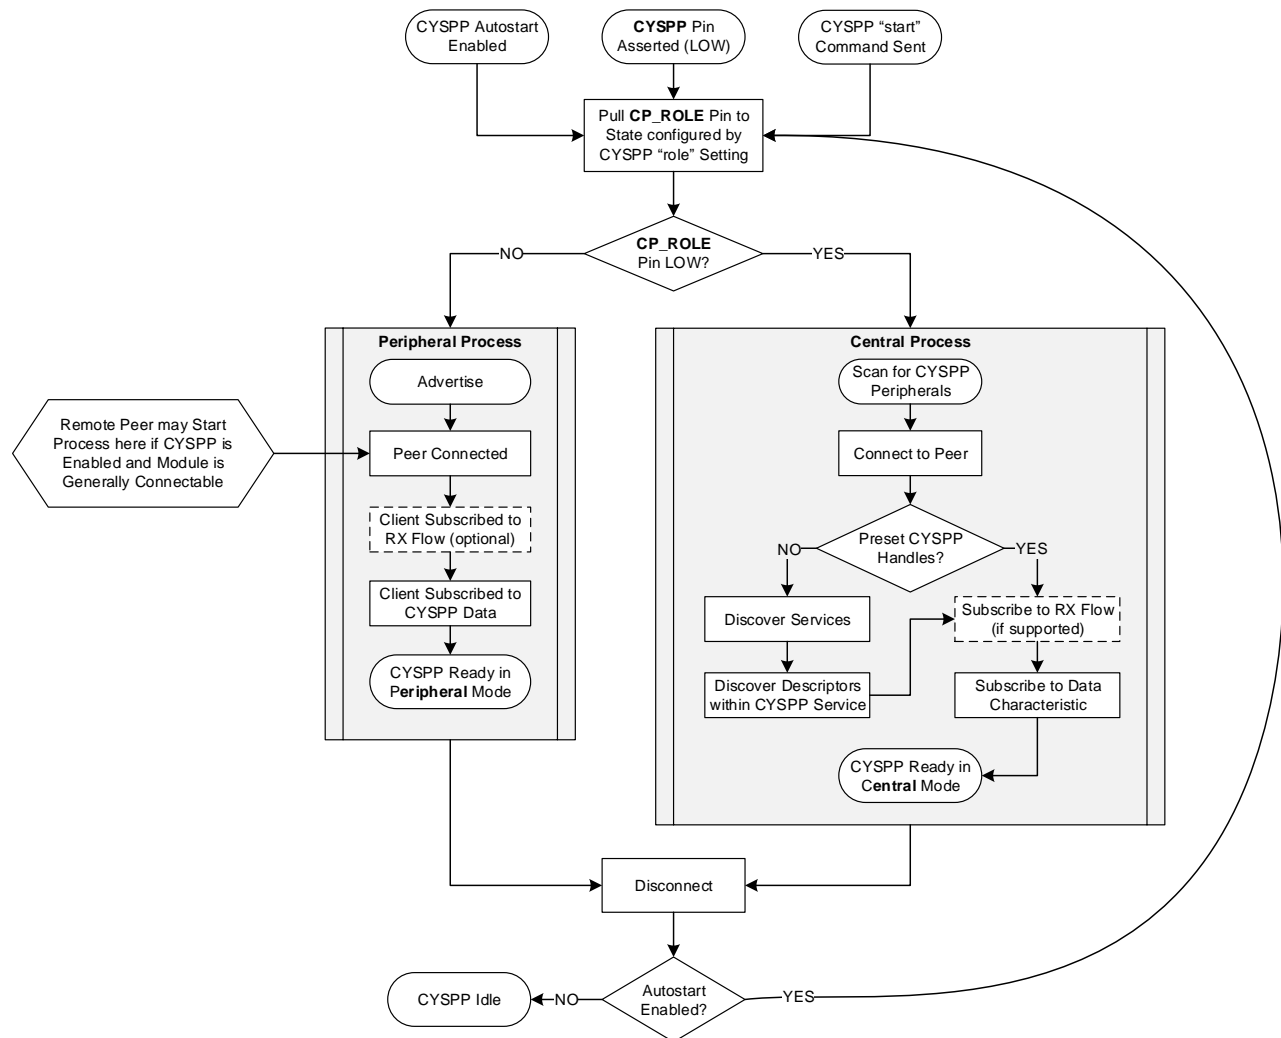 CYSPP Autostart
Enabled
CYSPP Pin
Asserted (LOW)
CYSPP “start”
Command Sent
Pull CP_ROLE Pin to
State configured by
CYSPP “role” Setting
CP_ROLE
Pin LOW?
NO
YES
Peripheral Process
Advertise
Remote Peer may Start
Process here if CYSPP is
Enabled and Module is
Generally Connectable
Peer Connected
Client Subscribed to
RX Flow (optional)
Client Subscribed to
CYSPP Data
CYSPP Ready in
Peripheral Mode
Central Process
Scan for CYSPP
Peripherals
Connect to Peer
Preset CYSPP
Handles?
NO
YES
Discover Services
Discover Descriptors
within CYSPP Service
Subscribe to RX Flow
(if supported)
Subscribe to Data
Characteristic
CYSPP Ready in
Central Mode
Disconnect
Autostart
Enabled?
NO
YES
CYSPP Idle